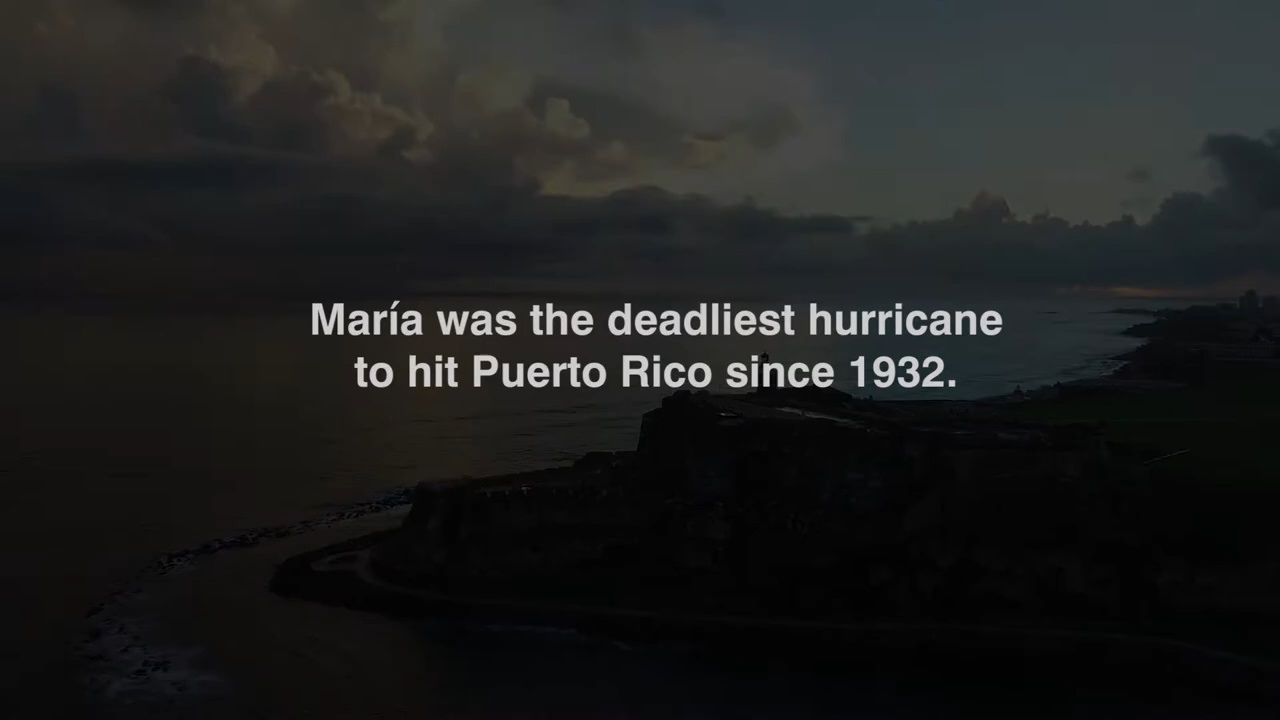 María was the deadliest hurricane
to hit Puerto Rico since 1932.